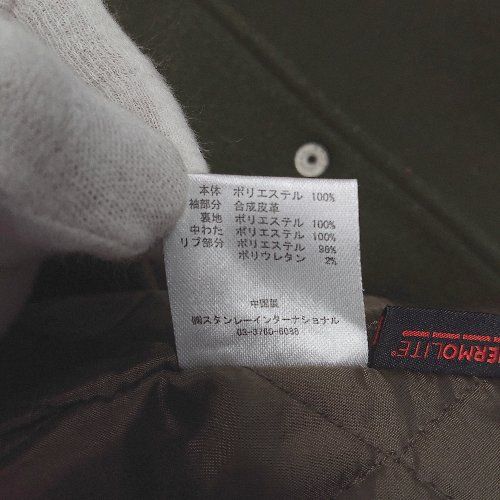 本体 ポリエステル 100%
袖部分 合成皮革
裏地 ポリエステル 100%
中わた ポリエステル 100%
リブ部分 ポリエステル 98%
ポリウレタン 2%
中国製
㈱スタンレーインターナショナル
03-3760-6088
HERMOLITE®